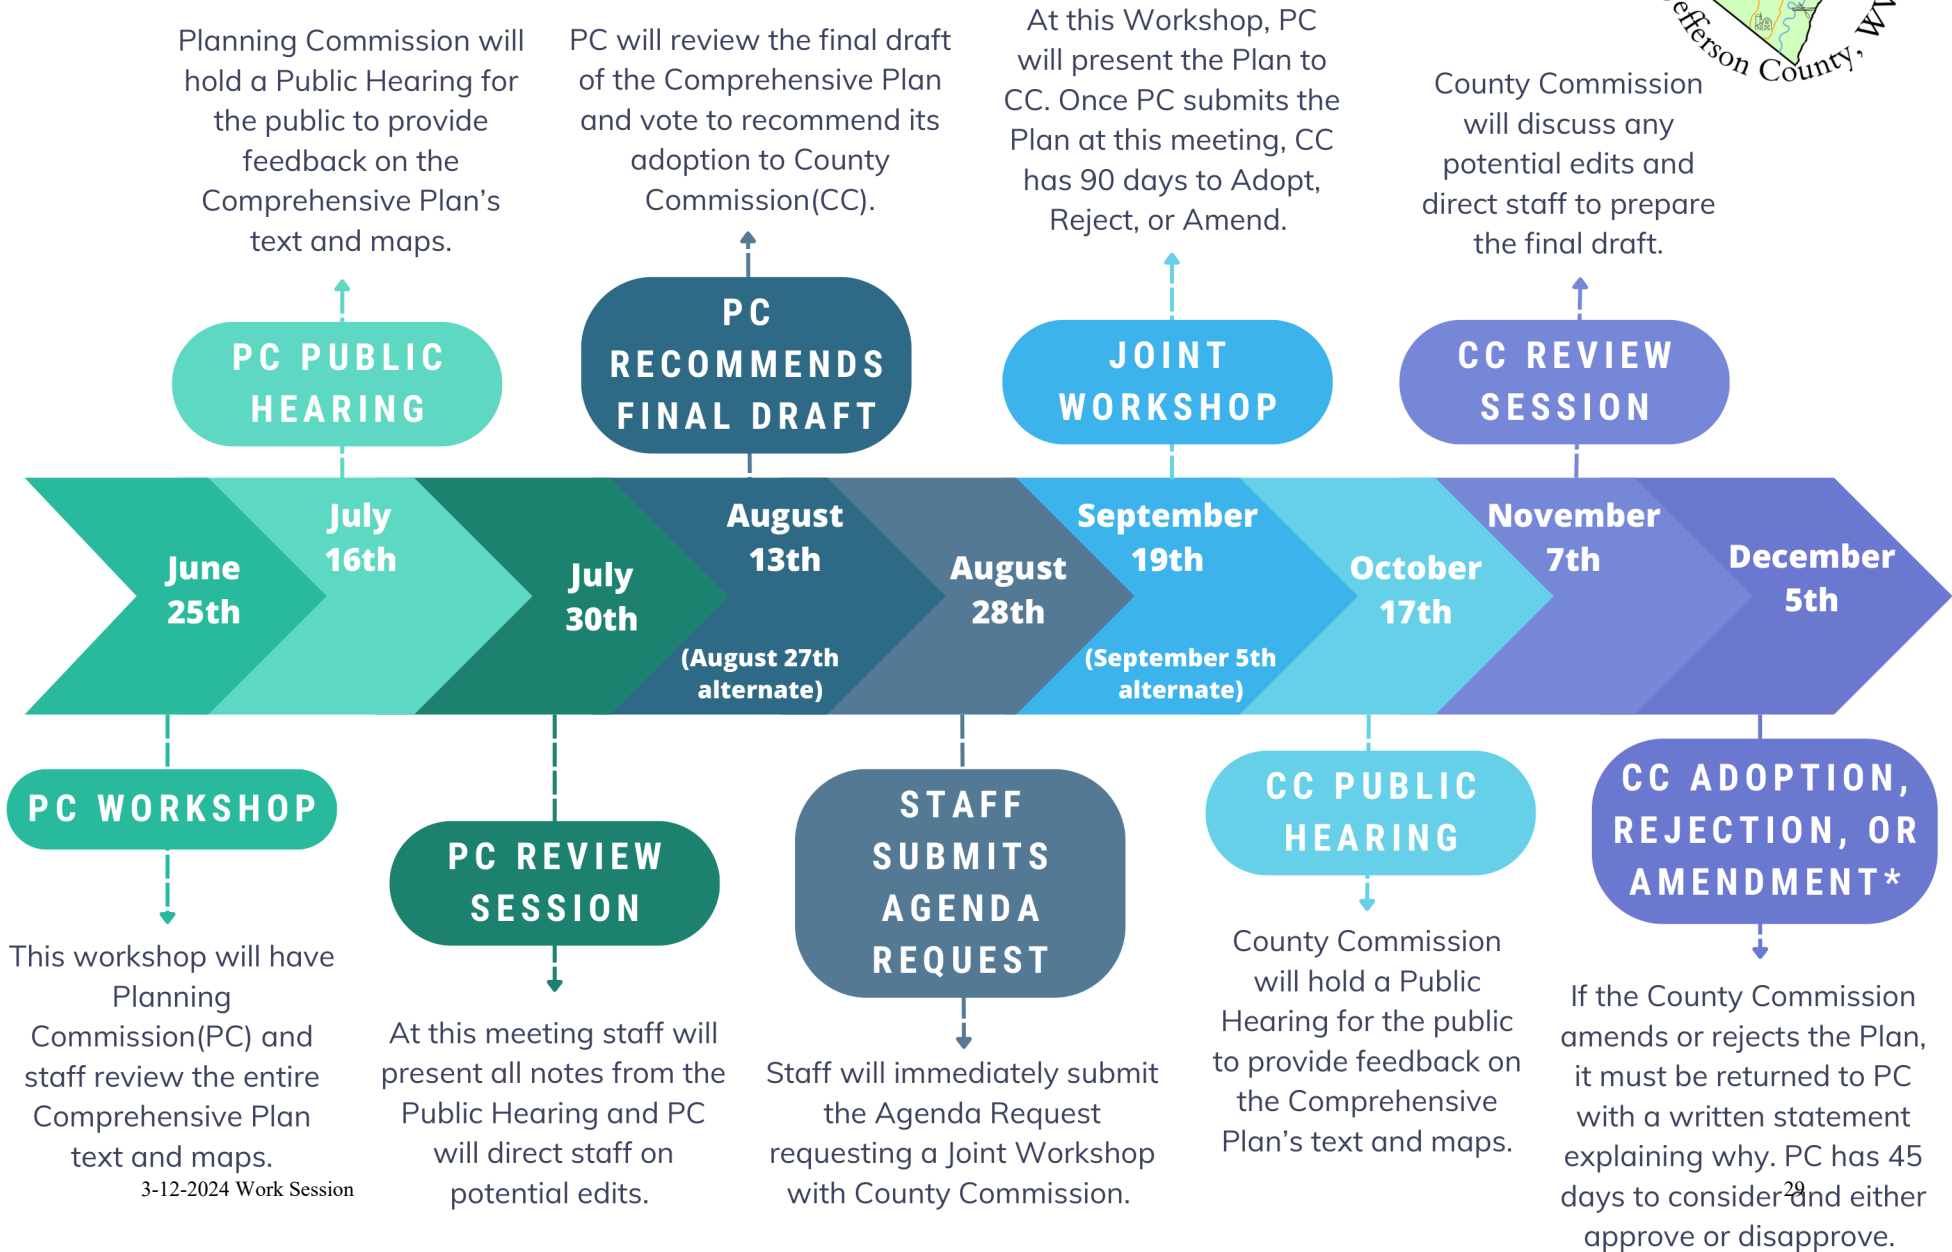 Jefferson County, WV
Planning Commission will
hold a Public Hearing for
the public to provide
feedback on the
Comprehensive Plan’s
text and maps.
PC will review the final draft
of the Comprehensive Plan
and vote to recommend its
adoption to County
Commission(CC).
At this Workshop, PC
will present the Plan to
CC. Once PC submits the
Plan at this meeting, CC
has 90 days to Adopt,
Reject, or Amend.
County Commission
will discuss any
potential edits and
direct staff to prepare
the final draft.
PC PUBLIC
HEARING
PC
RECOMMENDS
FINAL DRAFT
JOINT
WORKSHOP
CC REVIEW
SESSION
June
25th
July
16th
July
30th
August
13th
(August 27th
alternate)
August
28th
September
19th
(September 5th
alternate)
October
17th
November
7th
December
5th
PC WORKSHOP
PC REVIEW
SESSION
STAFF
SUBMITS
AGENDA
REQUEST
CC PUBLIC
HEARING
CC ADOPTION,
REJECTION, OR
AMENDMENT*
This workshop will have
Planning
Commission(PC) and
staff review the entire
Comprehensive Plan
text and maps.
At this meeting staff will
present all notes from the
Public Hearing and PC
will direct staff on
potential edits.
Staff will immediately submit
the Agenda Request
requesting a Joint Workshop
with County Commission.
County Commission
will hold a Public
Hearing for the public
to provide feedback on
the Comprehensive
Plan’s text and maps.
If the County Commission
amends or rejects the Plan,
it must be returned to PC
with a written statement
explaining why. PC has 45
days to consider and either
approve or disapprove.
3-12-2024 Work Session
29